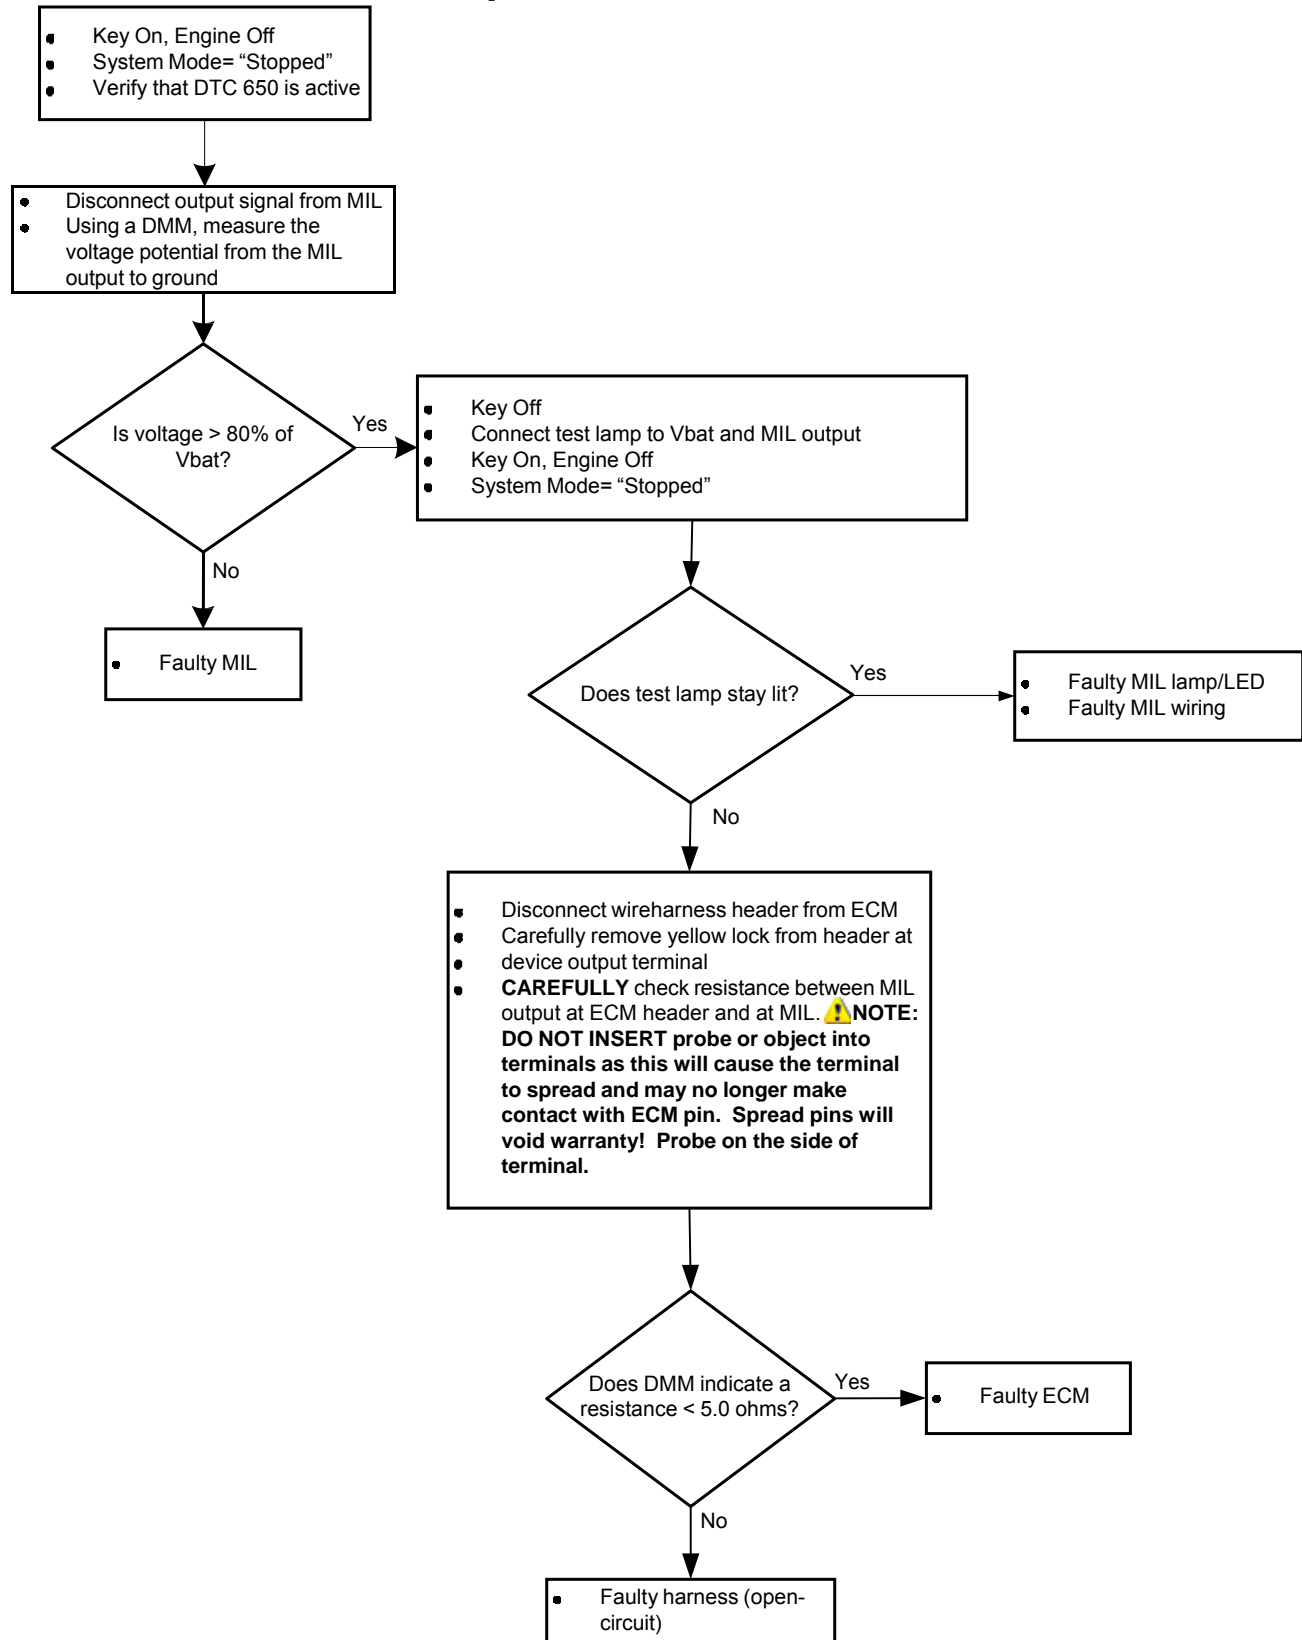 Key On, Engine Off
System Mode= “Stopped”
Verify that DTC 650 is active
Disconnect output signal from MIL
Using a DMM, measure the
voltage potential from the MIL
output to ground
Is voltage > 80% of
Vbat?
Yes
No
Faulty MIL
Key Off
Connect test lamp to Vbat and MIL output
Key On, Engine Off
System Mode= “Stopped”
Does test lamp stay lit?
Yes
Faulty MIL lamp/LED
Faulty MIL wiring
No
Disconnect wireharness header from ECM
Carefully remove yellow lock from header at
device output terminal
CAREFULLY check resistance between MIL
output at ECM header and at MIL. NOTE:
DO NOT INSERT probe or object into
terminals as this will cause the terminal
to spread and may no longer make
contact with ECM pin.  Spread pins will
void warranty!  Probe on the side of
terminal.
Does DMM indicate a
resistance < 5.0 ohms?
Yes
Faulty ECM
No
Faulty harness (open-
circuit)